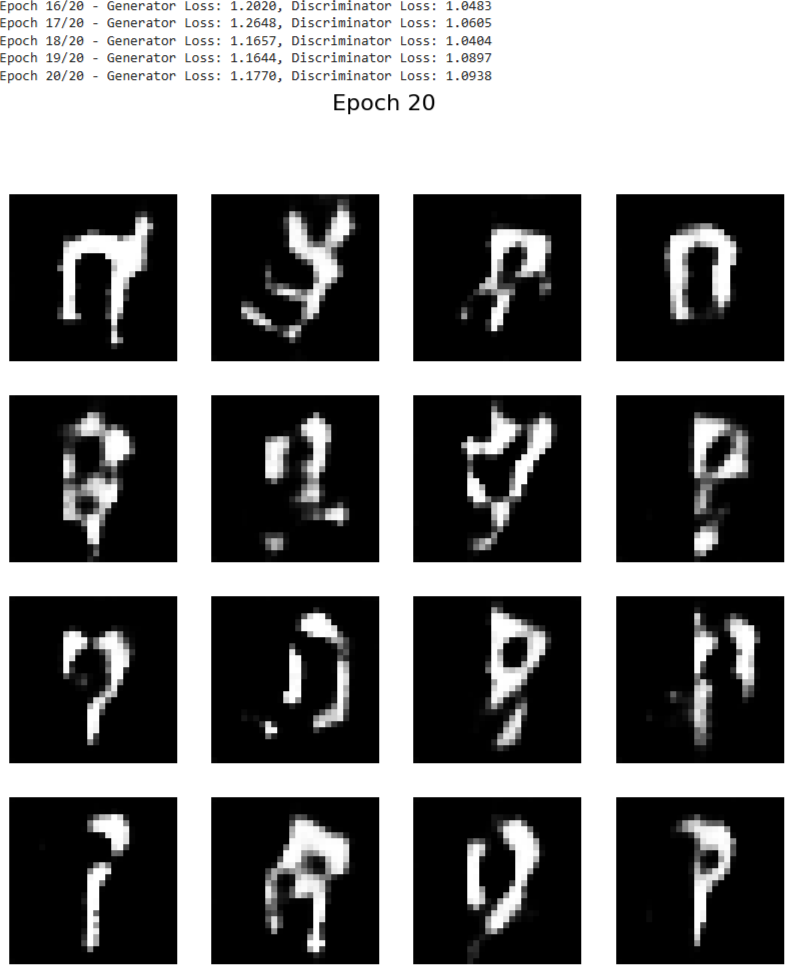 Epoch 16/20 - Generator Loss: 1.2020, Discriminator Loss: 1.0483
Epoch 17/20 - Generator Loss: 1.2648, Discriminator Loss: 1.0605
Epoch 18/20 - Generator Loss: 1.1657, Discriminator Loss: 1.0404
Epoch 19/20 - Generator Loss: 1.1644, Discriminator Loss: 1.0897
Epoch 20/20 - Generator Loss: 1.1770, Discriminator Loss: 1.0938
Epoch 20